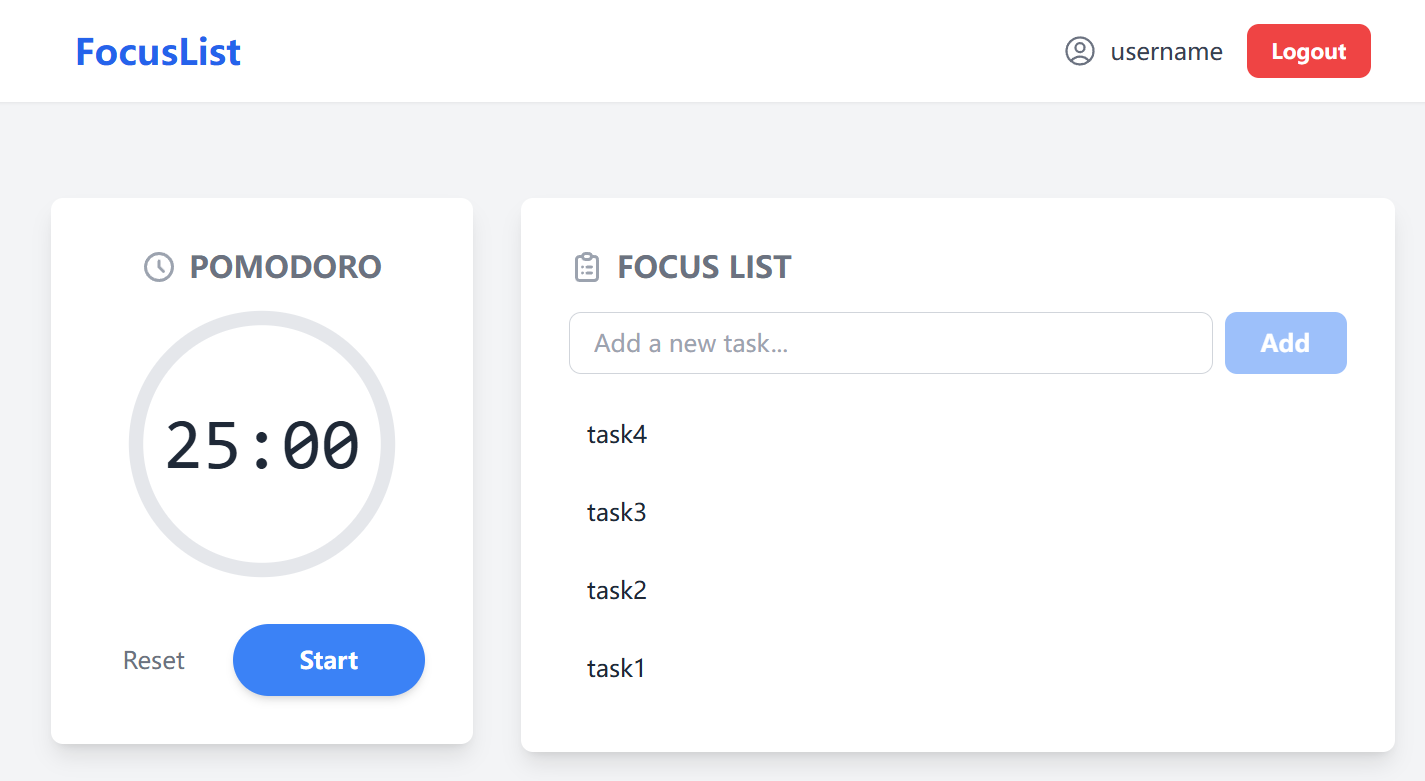 FocusList
username
Logout
POMODORO
25:00
Reset
Start
FOCUS LIST
Add a new task...
Add
task4
task3
task2
task1